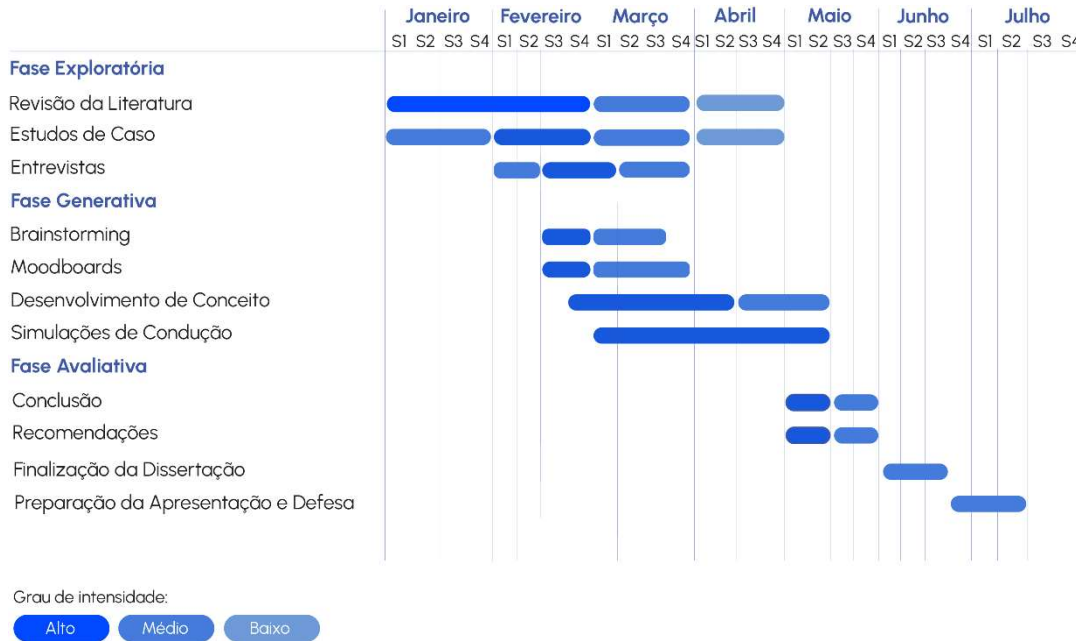 Janeiro Fevereiro Março Abril Maio Junho Julho
S1 S2 S3 S4 S1 S2 S3 S4 S1 S2 S3 S4 S1 S2 S3 S4 S1 S2 S3 S4 S1 S2 S3 S4 S1 S2 S3 S4
Fase Exploratória
Revisão da Literatura
Estudos de Caso
Entrevistas
Fase Generativa
Brainstorming
Moodboards
Desenvolvimento de Conceito
Simulações de Condução
Fase Avaliativa
Conclusão
Recomendações
Finalização da Dissertação
Preparação da Apresentação e Defesa
Grau de intensidade:
Alto Médio Baixo